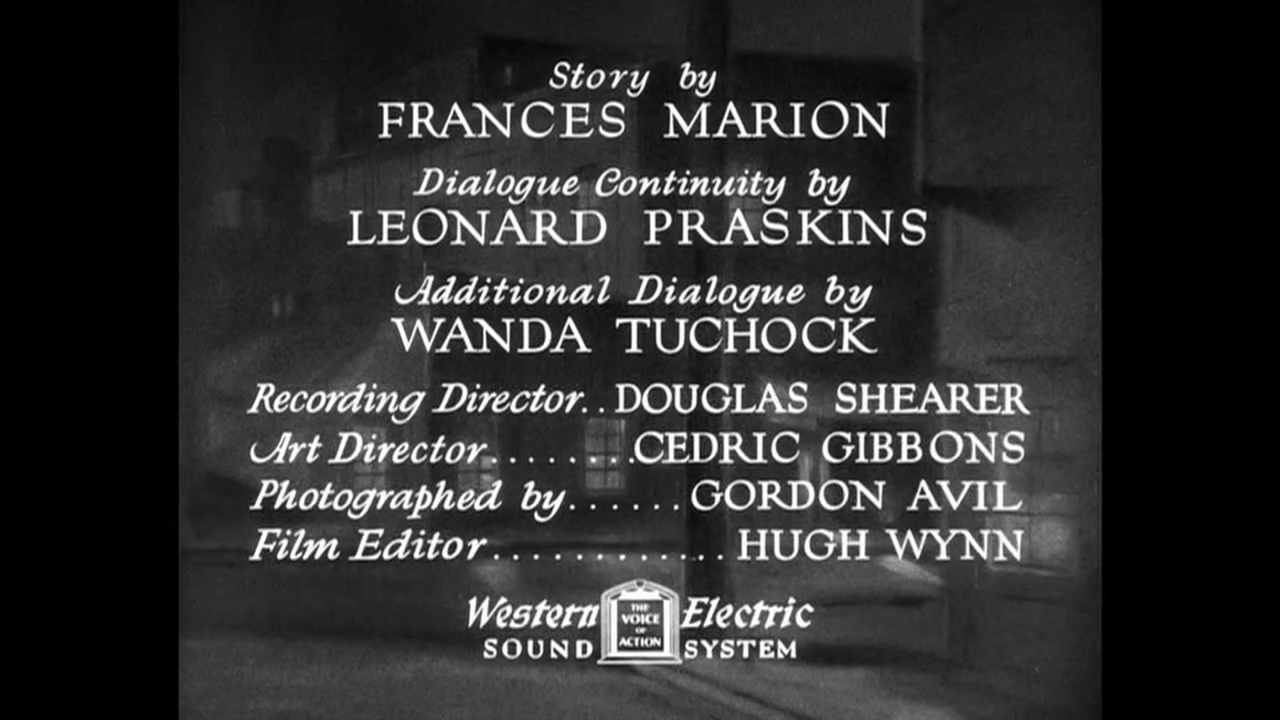 Story by
FRANCES MARION
Dialogue Continuity by
LEONARD PRASKINS
Additional Dialogue by
WANDA TUCHOCK
Recording Director..DOUGLAS SHEARER
Art Director........CEDRIC GIBBONS
Photographed by......GORDON AVIL
Film Editor............HUGH WYNN
Western Electric
SOUND SYSTEM
THE
VOICE
OF
ACTION